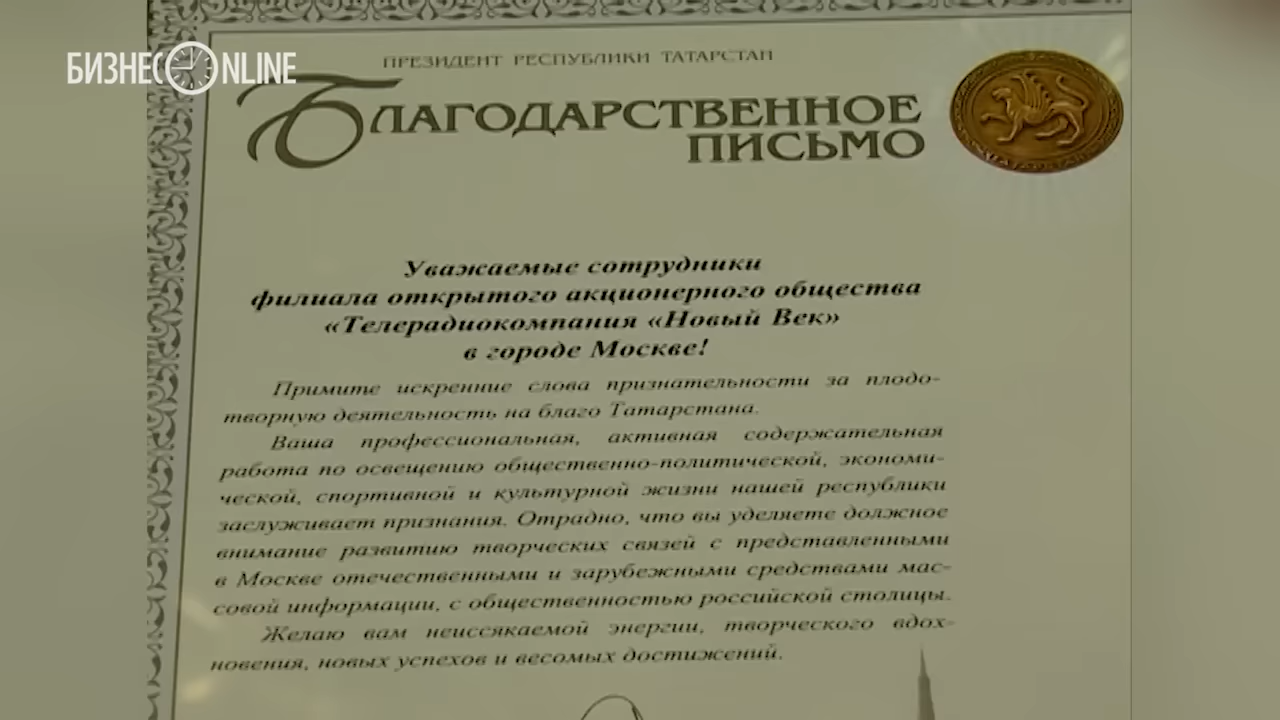 БИЗНЕС ONLINE
ПРЕЗИДЕНТ РЕСПУБЛИКИ ТАТАРСТАН
БЛАГОДАРСТВЕННОЕ
ПИСЬМО
ТАТАРСТАН
Уважаемые сотрудники
филиала открытого акционерного общества
«Телерадиокомпания «Новый Век»
в городе Москве!
Примите искренние слова признательности за плодо-
творную деятельность на благо Татарстана.
Ваша профессиональная, активная содержательная
работа по освещению общественно-политической, экономи-
ческой, спортивной и культурной жизни нашей республики
заслуживает признания. Отрадно, что вы уделяете должное
внимание развитию творческих связей с представленными
в Москве отечественными и зарубежными средствами мас-
совой информации, с общественностью российской столицы.
Желаю вам неиссякаемой энергии, творческого вдох-
новения, новых успехов и весомых достижений.